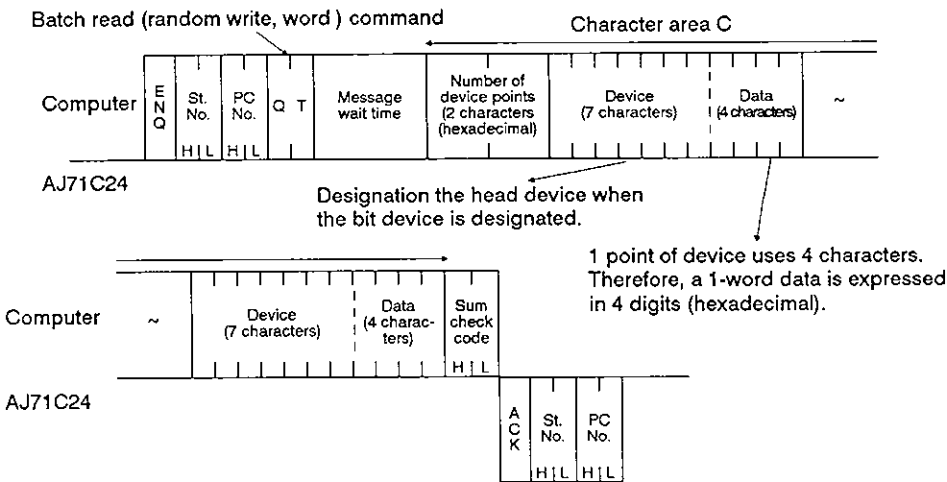 Batch read (random write, word ) command
Character area C
Computer
ENQ
St. No.
H L
PC No.
H L
Q T
Message wait time
Number of device points (2 characters (hexadecimal)
Device (7 characters)
Data (4 characters)
~
AJ71C24
Designation the head device when
the bit device is designated.
1 point of device uses 4 characters.
Therefore, a 1-word data is expressed
in 4 digits (hexadecimal).
Computer
~
Device (7 characters)
Data (4 charac- ters)
Sum check code
H L
AJ71C24
ACK
St. No.
H L
PC No.
H L